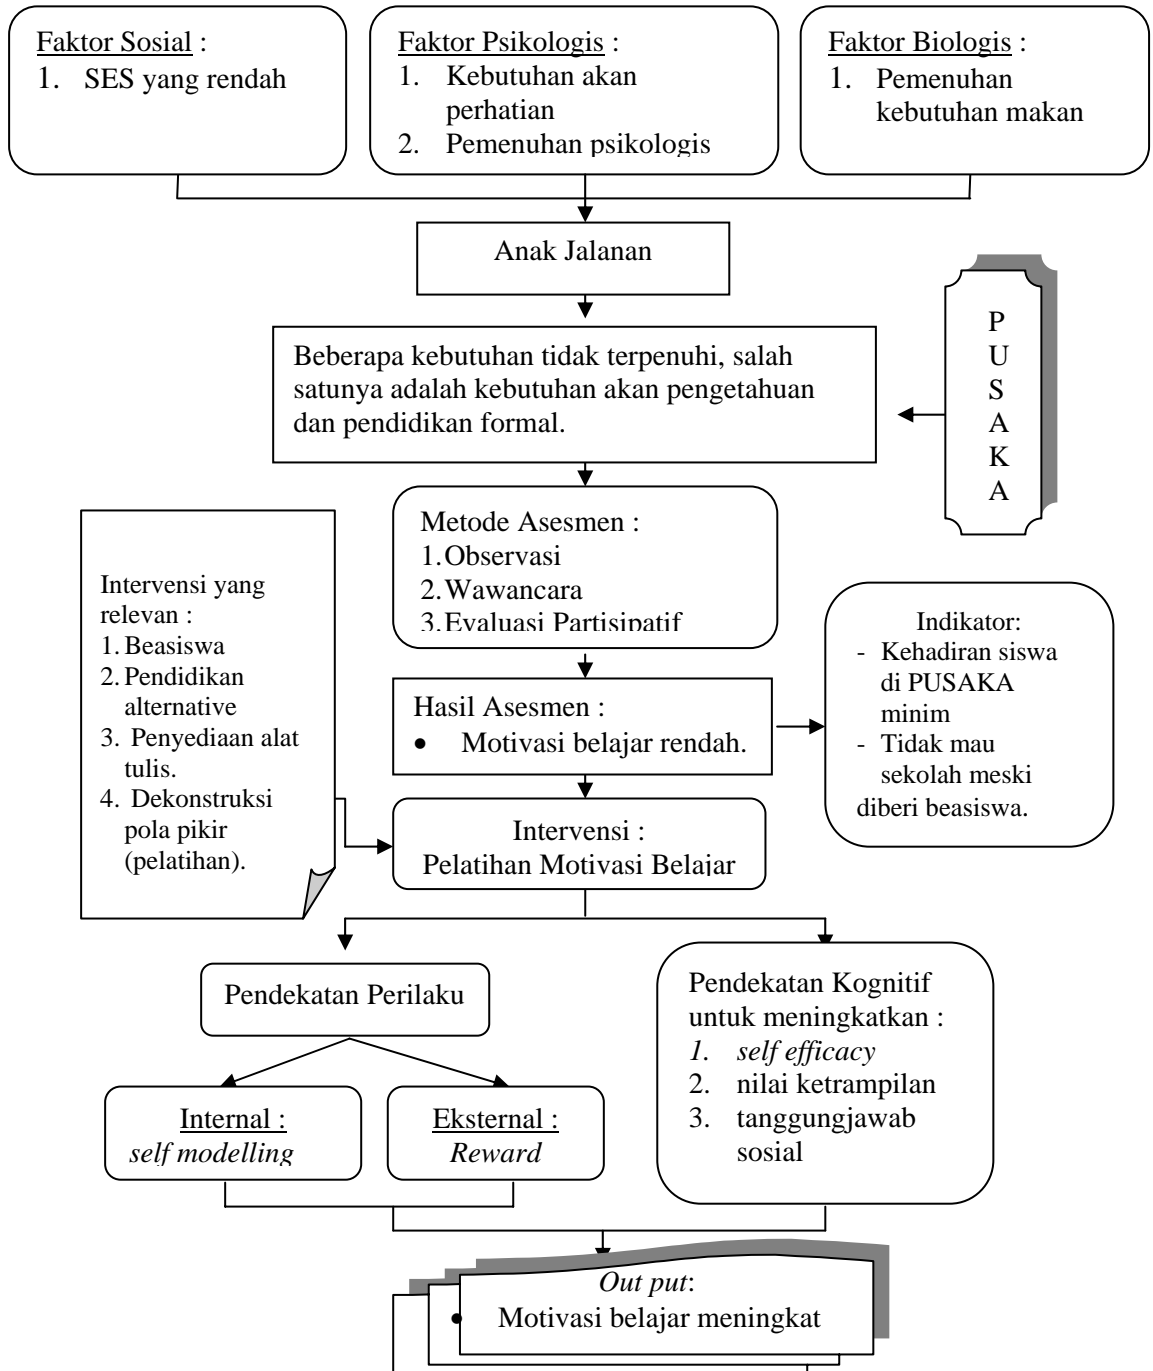 Faktor Sosial :
1. SES yang rendah
Faktor Psikologis :
1. Kebutuhan akan
perhatian
2. Pemenuhan psikologis
Faktor Biologis :
1. Pemenuhan
kebutuhan makan
Anak Jalanan
Beberapa kebutuhan tidak terpenuhi, salah
satunya adalah kebutuhan akan pengetahuan
dan pendidikan formal.
P
U
S
A
K
A
Metode Asesmen :
1.Observasi
2.Wawancara
3.Evaluasi Partisipatif
Intervensi yang
relevan :
1. Beasiswa
2. Pendidikan
alternative
3. Penyediaan alat
tulis.
4. Dekonstruksi
pola pikir
(pelatihan).
Hasil Asesmen :
• Motivasi belajar rendah.
Indikator:
- Kehadiran siswa
di PUSAKA
minim
- Tidak mau
sekolah meski
diberi beasiswa.
Intervensi :
Pelatihan Motivasi Belajar
Pendekatan Perilaku
Pendekatan Kognitif
untuk meningkatkan :
1. self efficacy
2. nilai ketrampilan
3. tanggungjawab
sosial
Internal :
self modelling
Eksternal :
Reward
Out put:
• Motivasi belajar meningkat